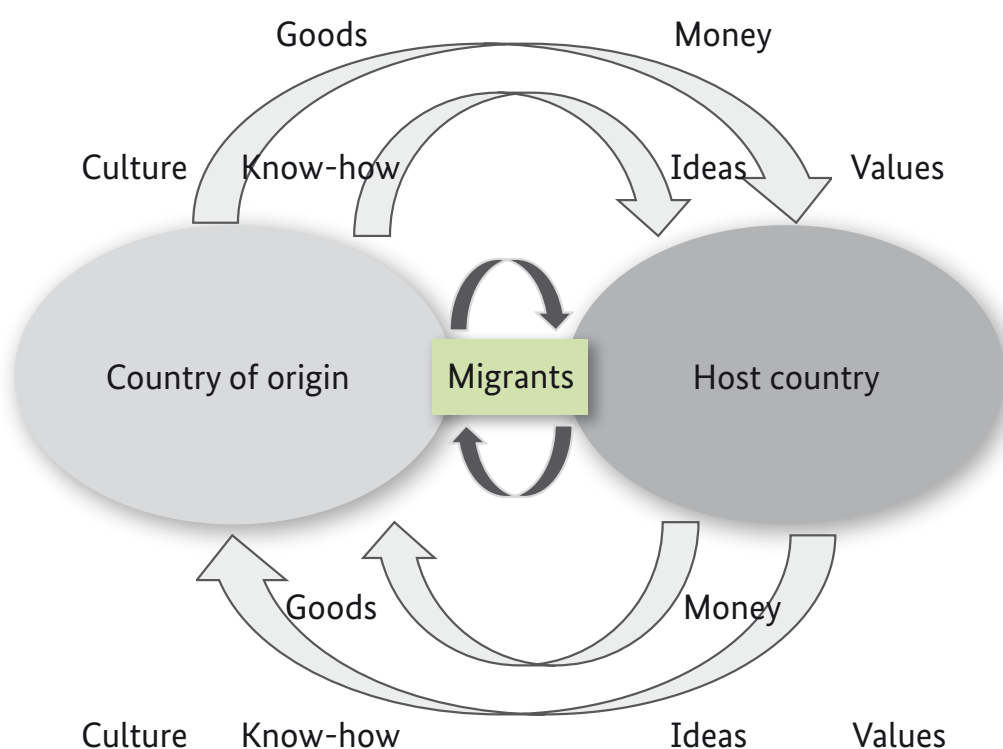 Goods Money
Culture Know-how Ideas Values
Country of origin Migrants Host country
Goods Money
Culture Know-how Ideas Values